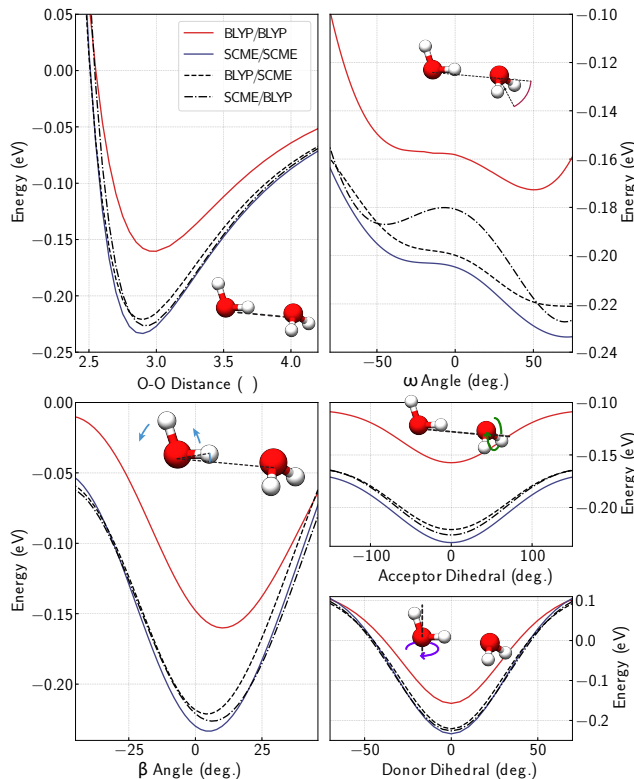 0.05
0.00
−0.05
−0.10
−0.15
−0.20
−0.25
Energy (eV)
2.5 3.0 3.5 4.0
O-O Distance ( )
BLYP/BLYP
SCME/SCME
BLYP/SCME
SCME/BLYP
−0.10
−0.12
−0.14
−0.16
−0.18
−0.20
−0.22
−0.24
Energy (eV)
−50 0 50
ω Angle (deg.)
0.00
−0.05
−0.10
−0.15
−0.20
Energy (eV)
−25 0 25
β Angle (deg.)
−0.10
−0.15
−0.20
Energy (eV)
−100 0 100
Acceptor Dihedral (deg.)
0.1
0.0
−0.1
−0.2
Energy (eV)
−50 0 50
Donor Dihedral (deg.)